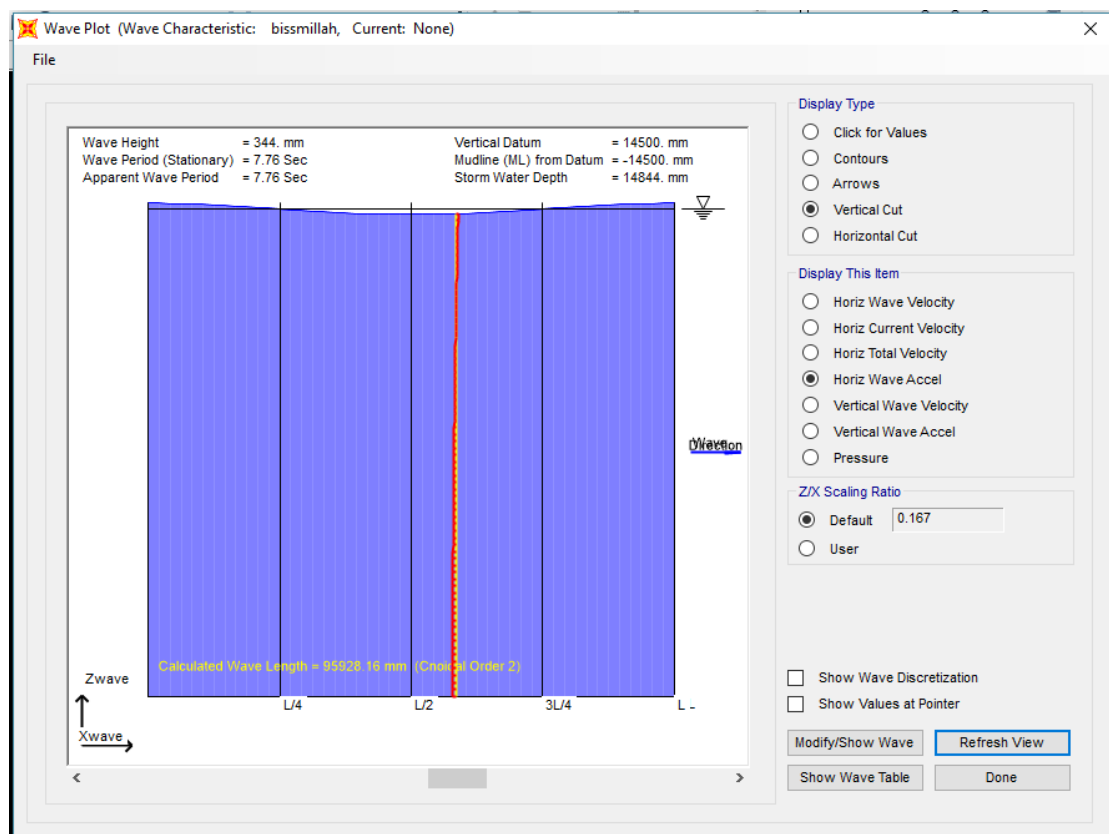 Wave Plot (Wave Characteristic: bissmillah, Current: None)
File
Wave Height = 344. mm
Wave Period (Stationary) = 7.76 Sec
Apparent Wave Period = 7.76 Sec
Vertical Datum = 14500. mm
Mudline (ML) from Datum = -14500. mm
Storm Water Depth = 14844. mm
Wave
Direction
Calculated Wave Length = 95928.16 mm (Cnoidal Order 2)
Zwave
Xwave
L/4
L/2
3L/4
L
Display Type
Click for Values
Contours
Arrows
Vertical Cut
Horizontal Cut
Display This Item
Horiz Wave Velocity
Horiz Current Velocity
Horiz Total Velocity
Horiz Wave Accel
Vertical Wave Velocity
Vertical Wave Accel
Pressure
Z/X Scaling Ratio
Default 0.167
User
Show Wave Discretization
Show Values at Pointer
Modify/Show Wave
Refresh View
Show Wave Table
Done